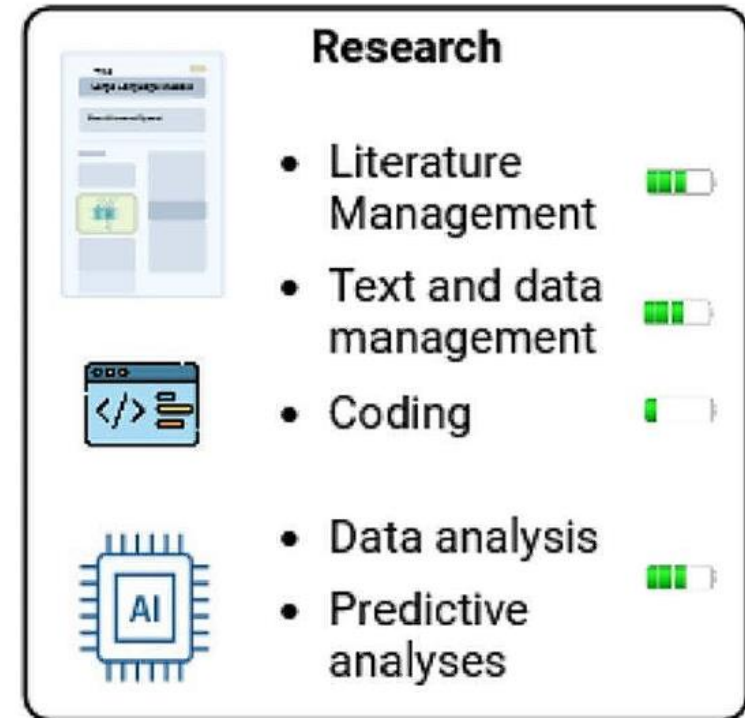 Research
• Literature
Management
• Text and data
management
• Coding
</>
• Data analysis
AI
• Predictive
analyses